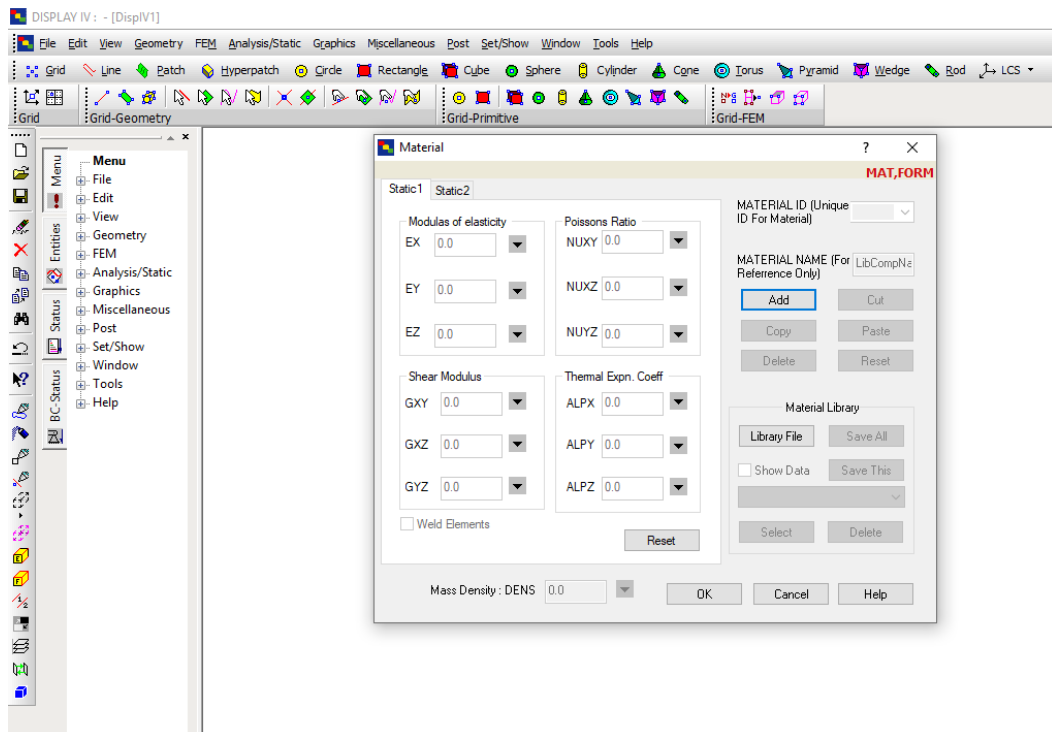 DISPLAY IV : - [DisplV1]
File Edit View Geometry FEM Analysis/Static Graphics Miscellaneous Post Set/Show Window Tools Help
Grid Line Patch Hyperpatch Circle Rectangle Cube Sphere Cylinder Cone Torus Pyramid Wedge Rod LCS
Grid Grid-Geometry Grid-Primitive Grid-FEM
Menu
Entities
Status
BC-Status
Menu
File
Edit
View
Geometry
FEM
Analysis/Static
Graphics
Miscellaneous
Post
Set/Show
Window
Tools
Help
Material ?
MAT,FORM
Static1 Static2
Modulas of elasticity
EX 0.0
EY 0.0
EZ 0.0
Poissons Ratio
NUXY 0.0
NUXZ 0.0
NUYZ 0.0
Shear Modulus
GXY 0.0
GXZ 0.0
GYZ 0.0
Thermal Expn. Coeff
ALPX 0.0
ALPY 0.0
ALPZ 0.0
Weld Elements
Reset
MATERIAL ID (Unique
ID For Material)
MATERIAL NAME (For
Referrence Only) LibCompNa
Add Cut
Copy Paste
Delete Reset
Material Library
Library File Save All
Show Data Save This
Select Delete
Mass Density : DENS 0.0 OK Cancel Help